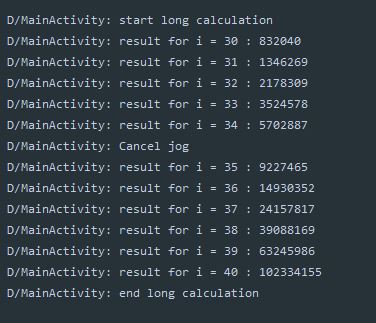 D/MainActivity: start long calculation
D/MainActivity: result for i = 30 : 832040
D/MainActivity: result for i = 31 : 1346269
D/MainActivity: result for i = 32 : 2178309
D/MainActivity: result for i = 33 : 3524578
D/MainActivity: result for i = 34 : 5702887
D/MainActivity: Cancel jog
D/MainActivity: result for i = 35 : 9227465
D/MainActivity: result for i = 36 : 14930352
D/MainActivity: result for i = 37 : 24157817
D/MainActivity: result for i = 38 : 39088169
D/MainActivity: result for i = 39 : 63245986
D/MainActivity: result for i = 40 : 102334155
D/MainActivity: end long calculation